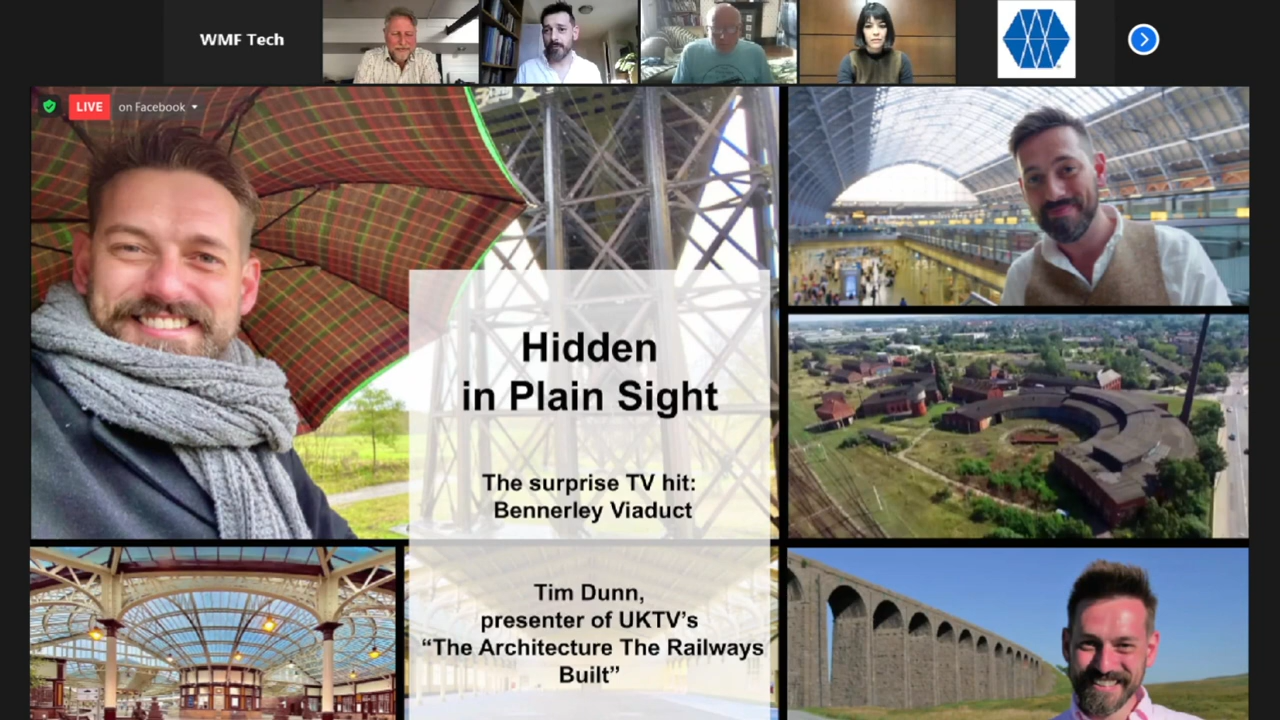 WMF Tech
LIVE on Facebook
Hidden
in Plain Sight
The surprise TV hit:
Bennerley Viaduct
Tim Dunn,
presenter of UKTV’s
“The Architecture The Railways
Built”